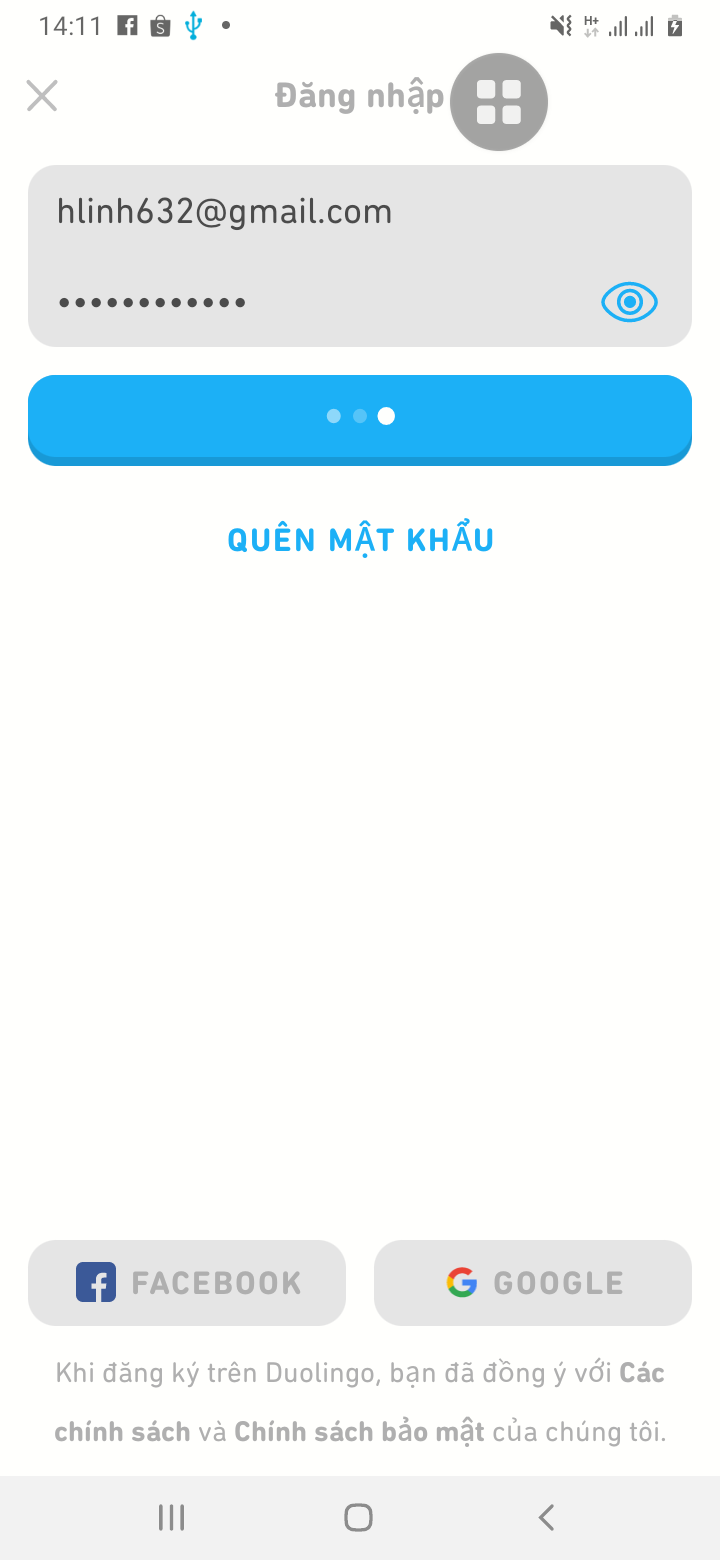 14:11
H+
Đăng nhập
hlinh632@gmail.com
••••••••••••
QUÊN MẬT KHẨU
FACEBOOK
GOOGLE
Khi đăng ký trên Duolingo, bạn đã đồng ý với Các
chính sách và Chính sách bảo mật của chúng tôi.